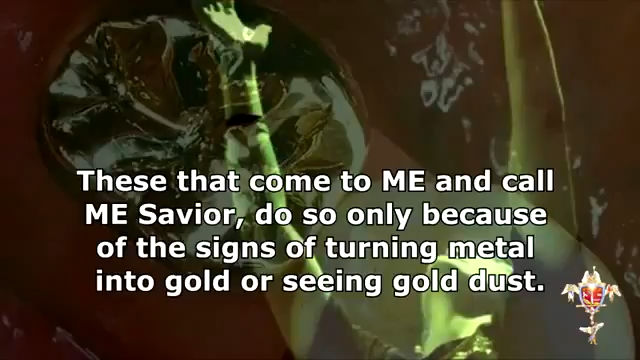 These that come to ME and call
ME Savior, do so only because
of the signs of turning metal
into gold or seeing gold dust.